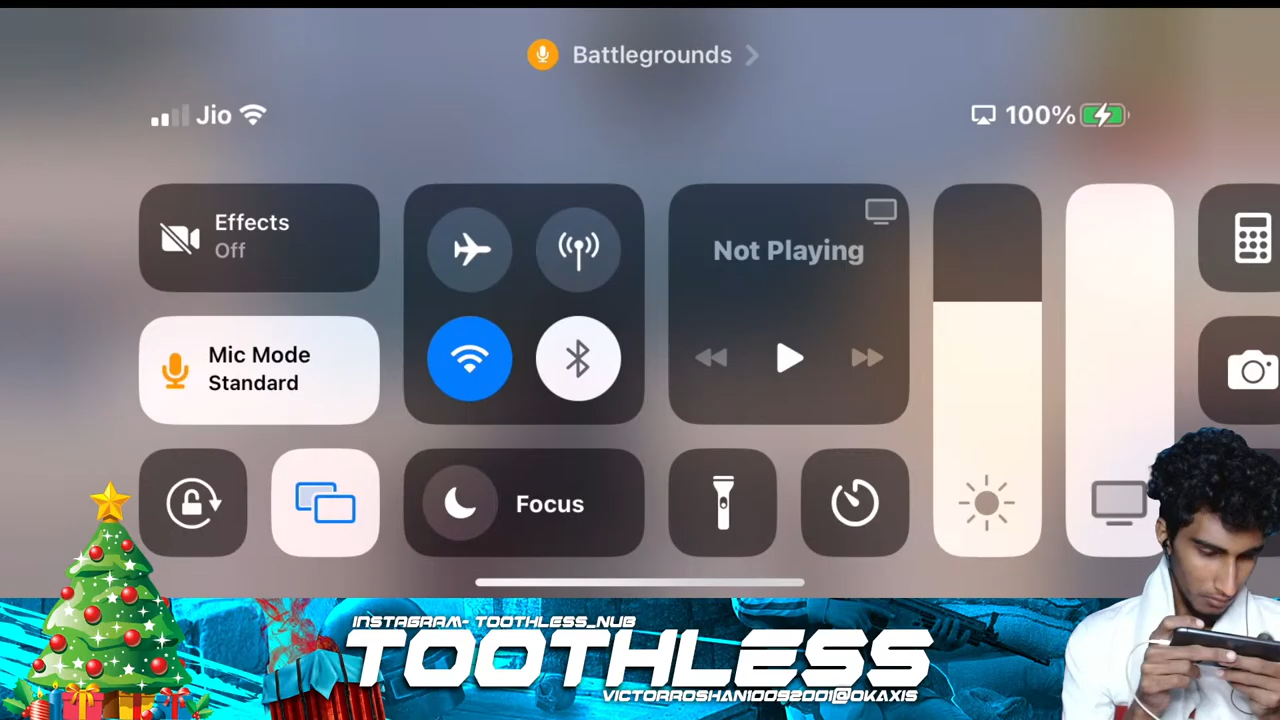 Battlegrounds
Jio
100%
Effects
Off
Not Playing
Mic Mode
Standard
Focus
INSTAGRAM- TOOTHLESS_NUB
TOOTHLESS
VICTORROSHAN10092001@OKAXIS